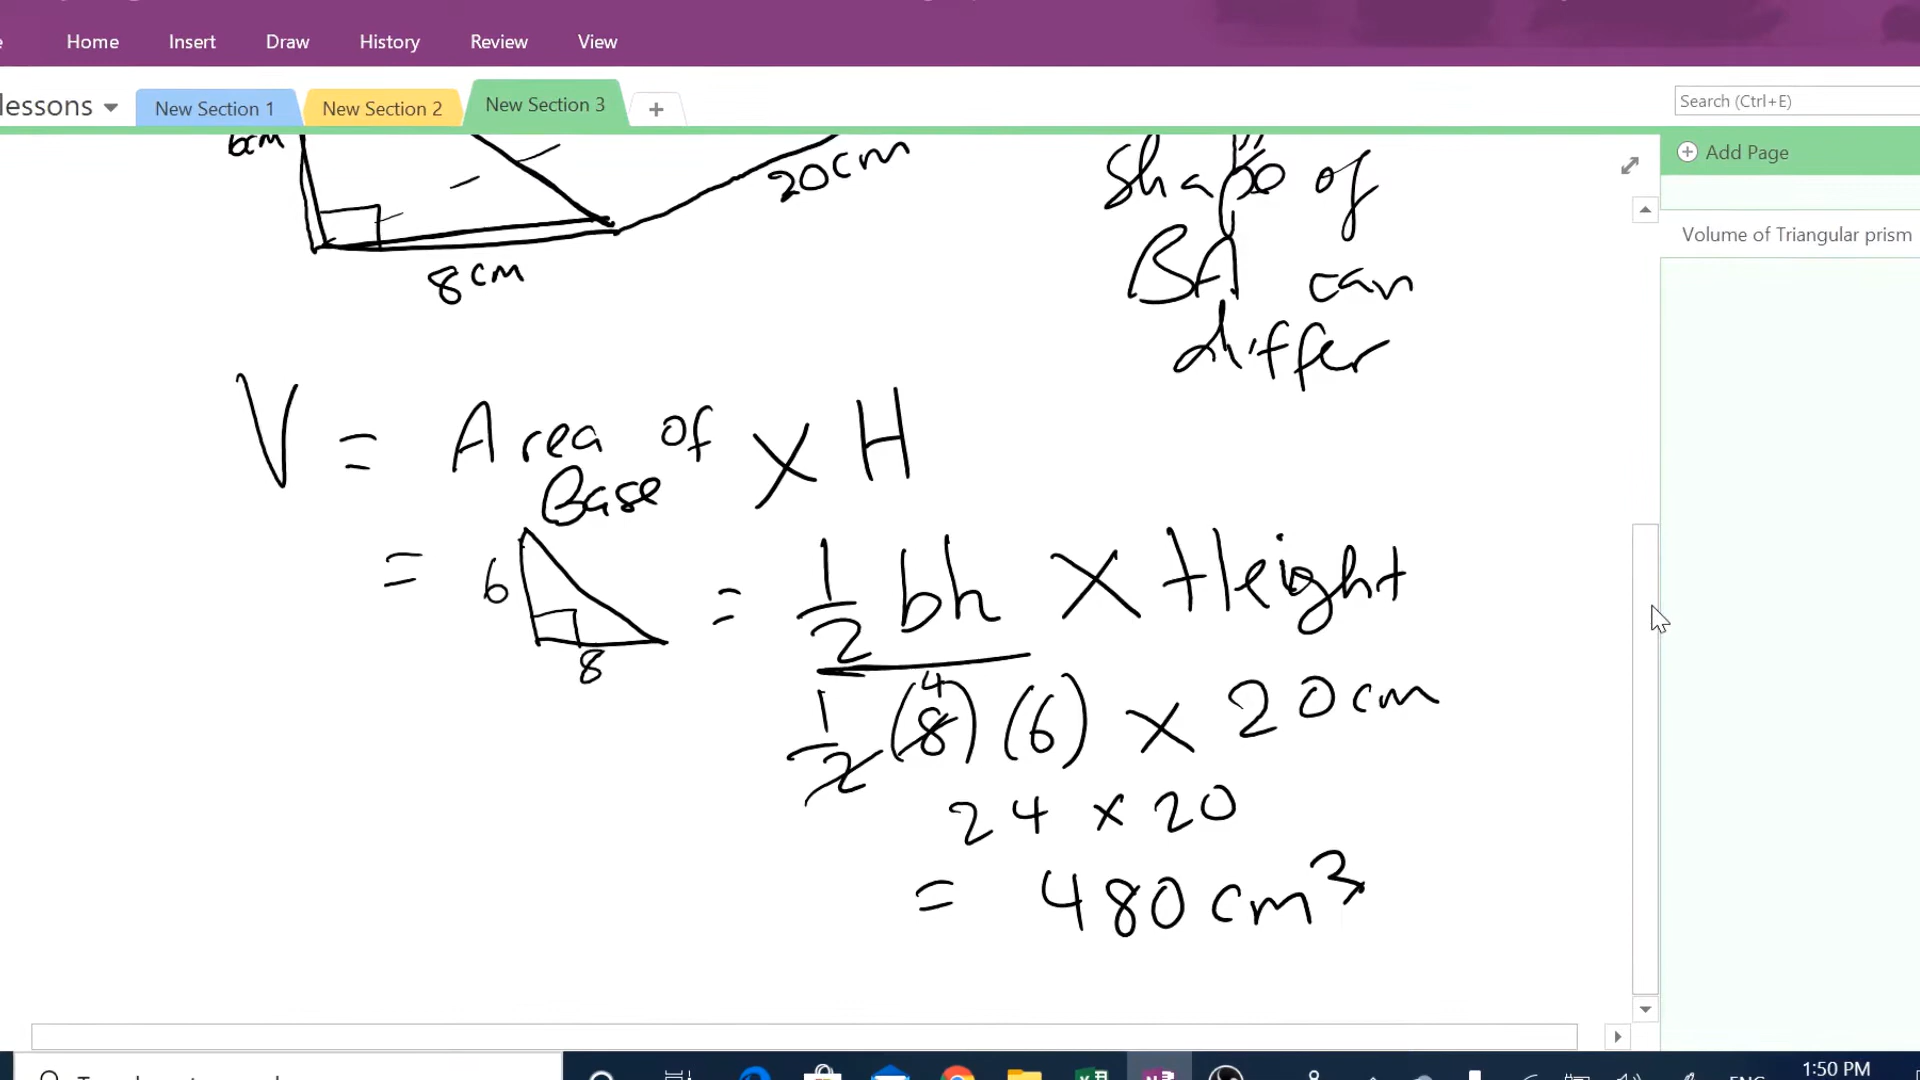 Home Insert Draw History Review View
lessons New Section 1 New Section 2 New Section 3 +
Search (Ctrl+E)
Add Page
Volume of Triangular prism
6cm
20cm
8cm
shape of
BA can
differ
V = Area of Base × H
= 6 8 = 1/2 bh × Height
1/2 (8) (6) × 20cm
4
24 × 20
= 480 cm³
1:50 PM